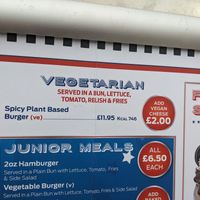 VEGETARIAN
SERVED IN A BUN, LETTUCE,
TOMATO, RELISH & FRIES
ADD
VEGAN
CHEESE
£2.00
Spicy Plant Based
Burger (ve) £11.95 KCAL 746
JUNIOR MEALS
2oz Hamburger
Served in a Plain Bun with Lettuce, Tomato, Fries
& Side Salad
Vegetable Burger (v)
Served in a Plain Bun with Lettuce, Tomato, Fries & Side Salad
ALL
£6.50
EACH
ADD
BAKED